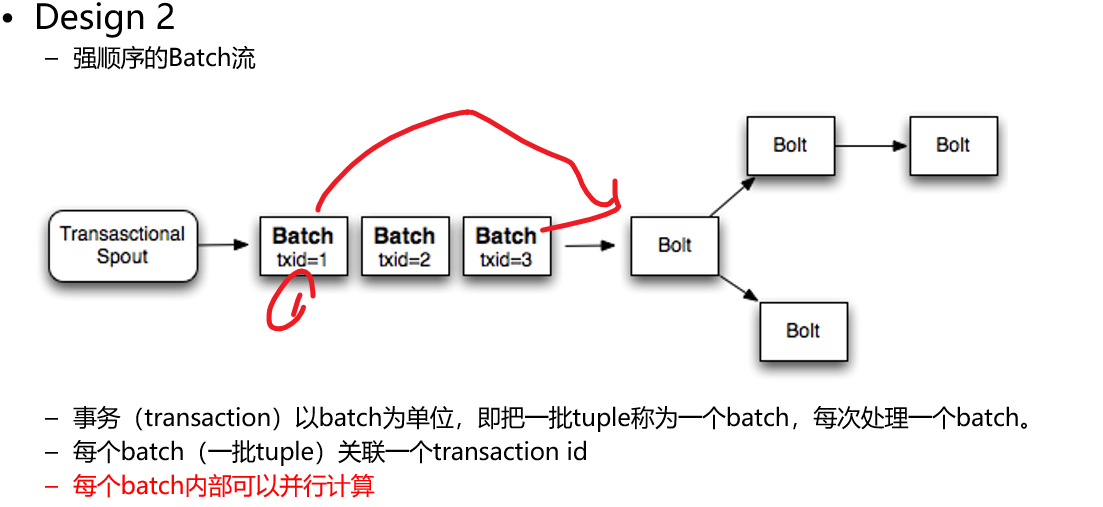 • Design 2
– 强顺序的Batch流
Transasctional
Spout
Batch
txid=1
Batch
txid=2
Batch
txid=3
Bolt
Bolt
Bolt
Bolt
– 事务（transaction）以batch为单位，即把一批tuple称为一个batch，每次处理一个batch。
– 每个batch（一批tuple）关联一个transaction id
– 每个batch内部可以并行计算